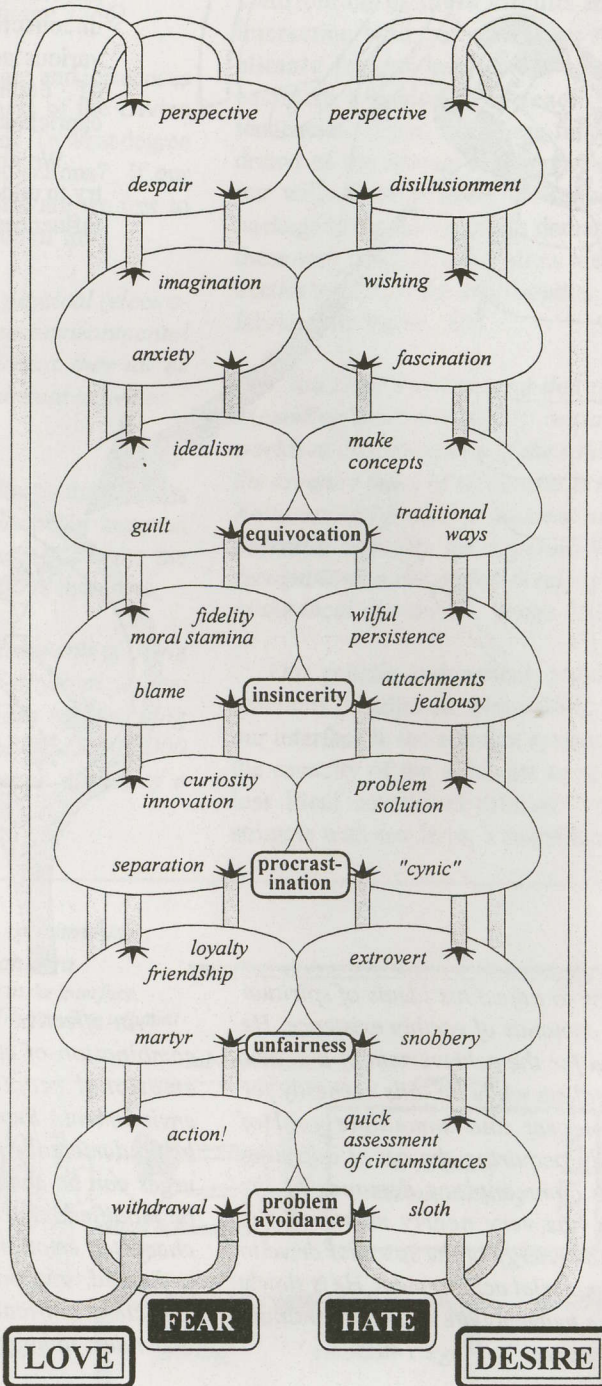 perspective perspective
despair disillusionment
imagination wishing
anxiety fascination
idealism make
concepts
guilt equivocation traditional
ways
fidelity wilful
moral stamina persistence
blame insincerity attachments
jealousy
curiosity problem
innovation solution
separation procrast-
ination "cynic"
loyalty extrovert
friendship
martyr unfairness snobbery
action! quick
assessment
of circumstances
withdrawal problem
avoidance sloth
FEAR HATE
LOVE DESIRE